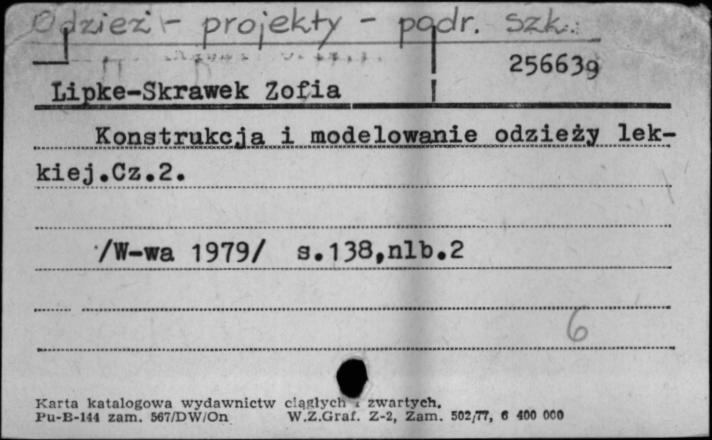 Odzież - projekty - podr. szk.
256639
Lipke-Skrawek Zofia
Konstrukcja i modelowanie odzieży lek-
kiej.Cz.2.
/W-wa 1979/ s.138,nlb.2
6
Karta katalogowa wydawnictw ciągłych i zwartych.
Pu-B-144 zam. 567/DW/On W.Z.Graf. Z-2, Zam. 502/77, 6 400 000